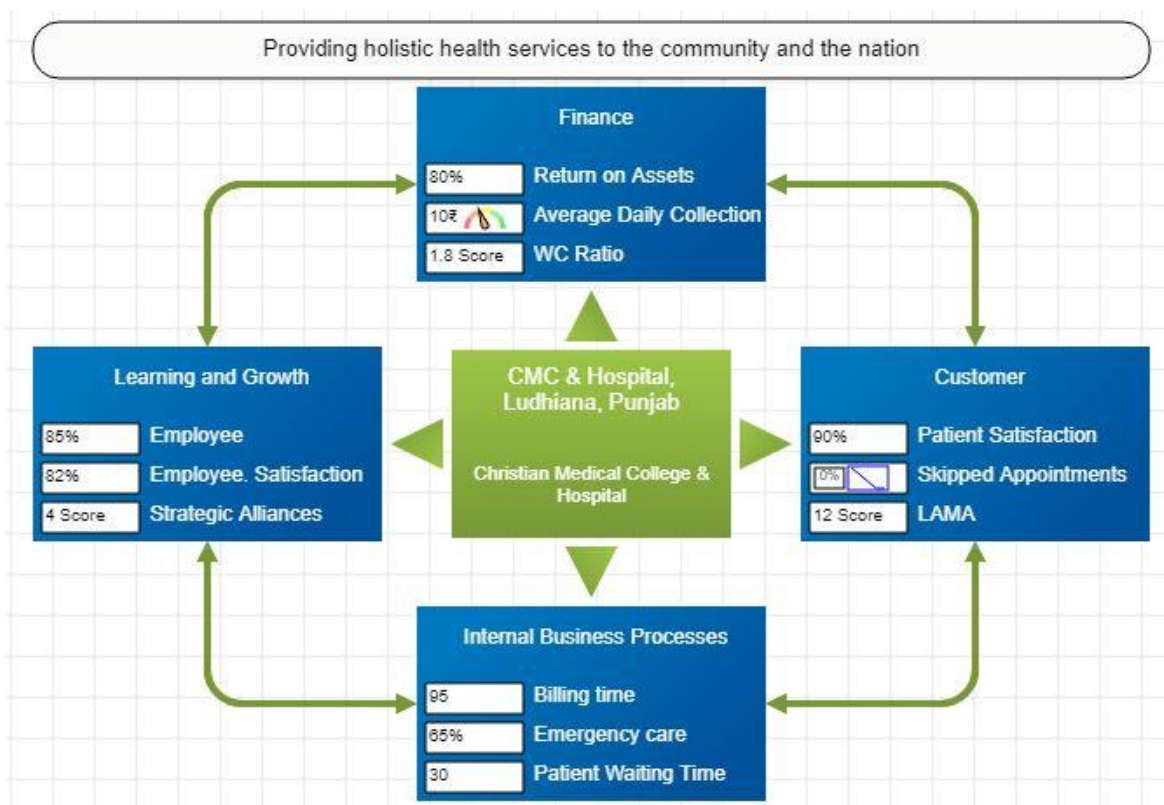 Providing holistic health services to the community and the nation
Finance
80% Return on Assets
10₹ Average Daily Collection
1.8 Score WC Ratio
Learning and Growth
85% Employee
82% Employee. Satisfaction
4 Score Strategic Alliances
CMC & Hospital,
Ludhiana, Punjab
Christian Medical College &
Hospital
Customer
90% Patient Satisfaction
0% Skipped Appointments
12 Score LAMA
Internal Business Processes
95 Billing time
65% Emergency care
30 Patient Waiting Time